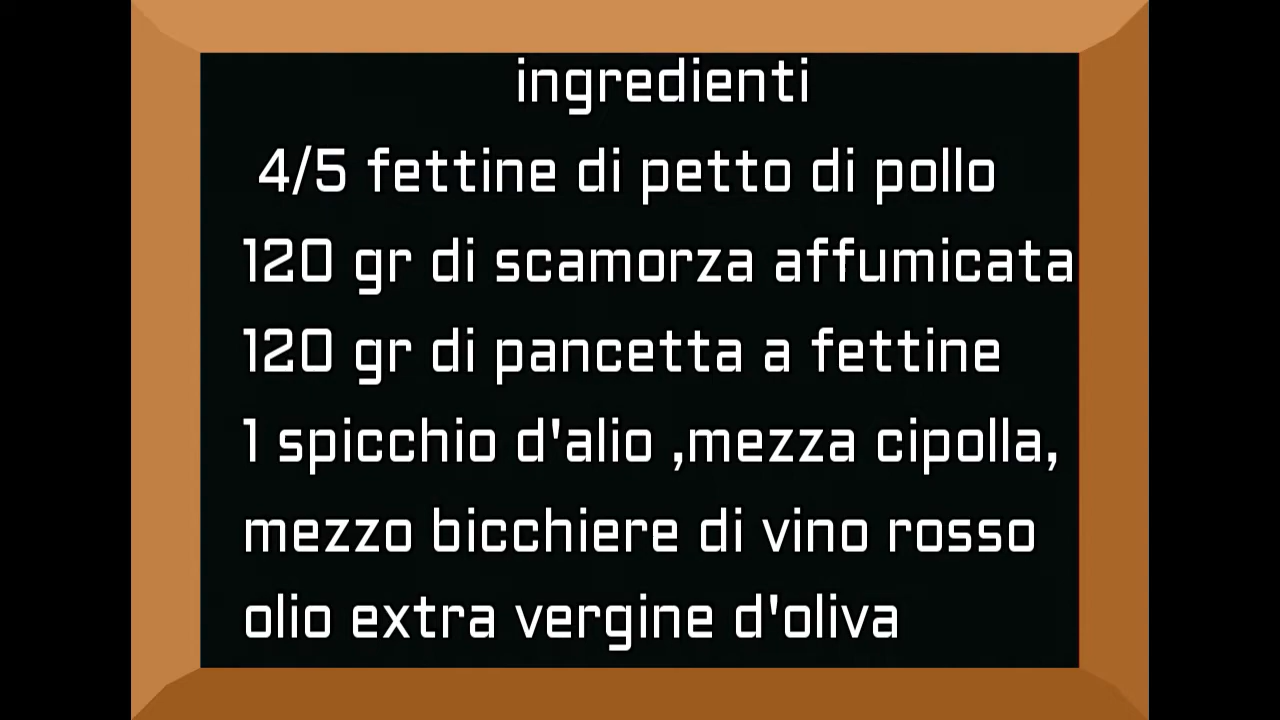 ingredienti
4/5 fettine di petto di pollo
120 gr di scamorza affumicata
120 gr di pancetta a fettine
1 spicchio d'alio ,mezza cipolla,
mezzo bicchiere di vino rosso
olio extra vergine d'oliva